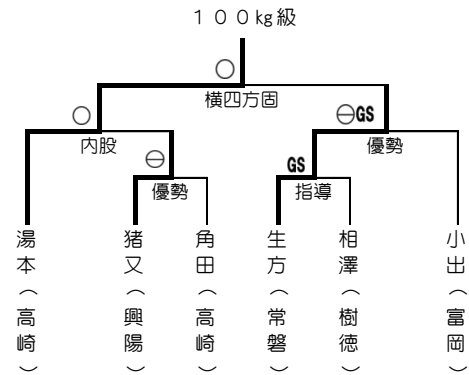 １００㎏級
○
横四方固
○
⊖GS
内股
優勢
⊖
GS
優勢
指導
湯本（高崎）
猪又（興陽）
角田（高崎）
生方（常磐）
相澤（樹徳）
小出（富岡）